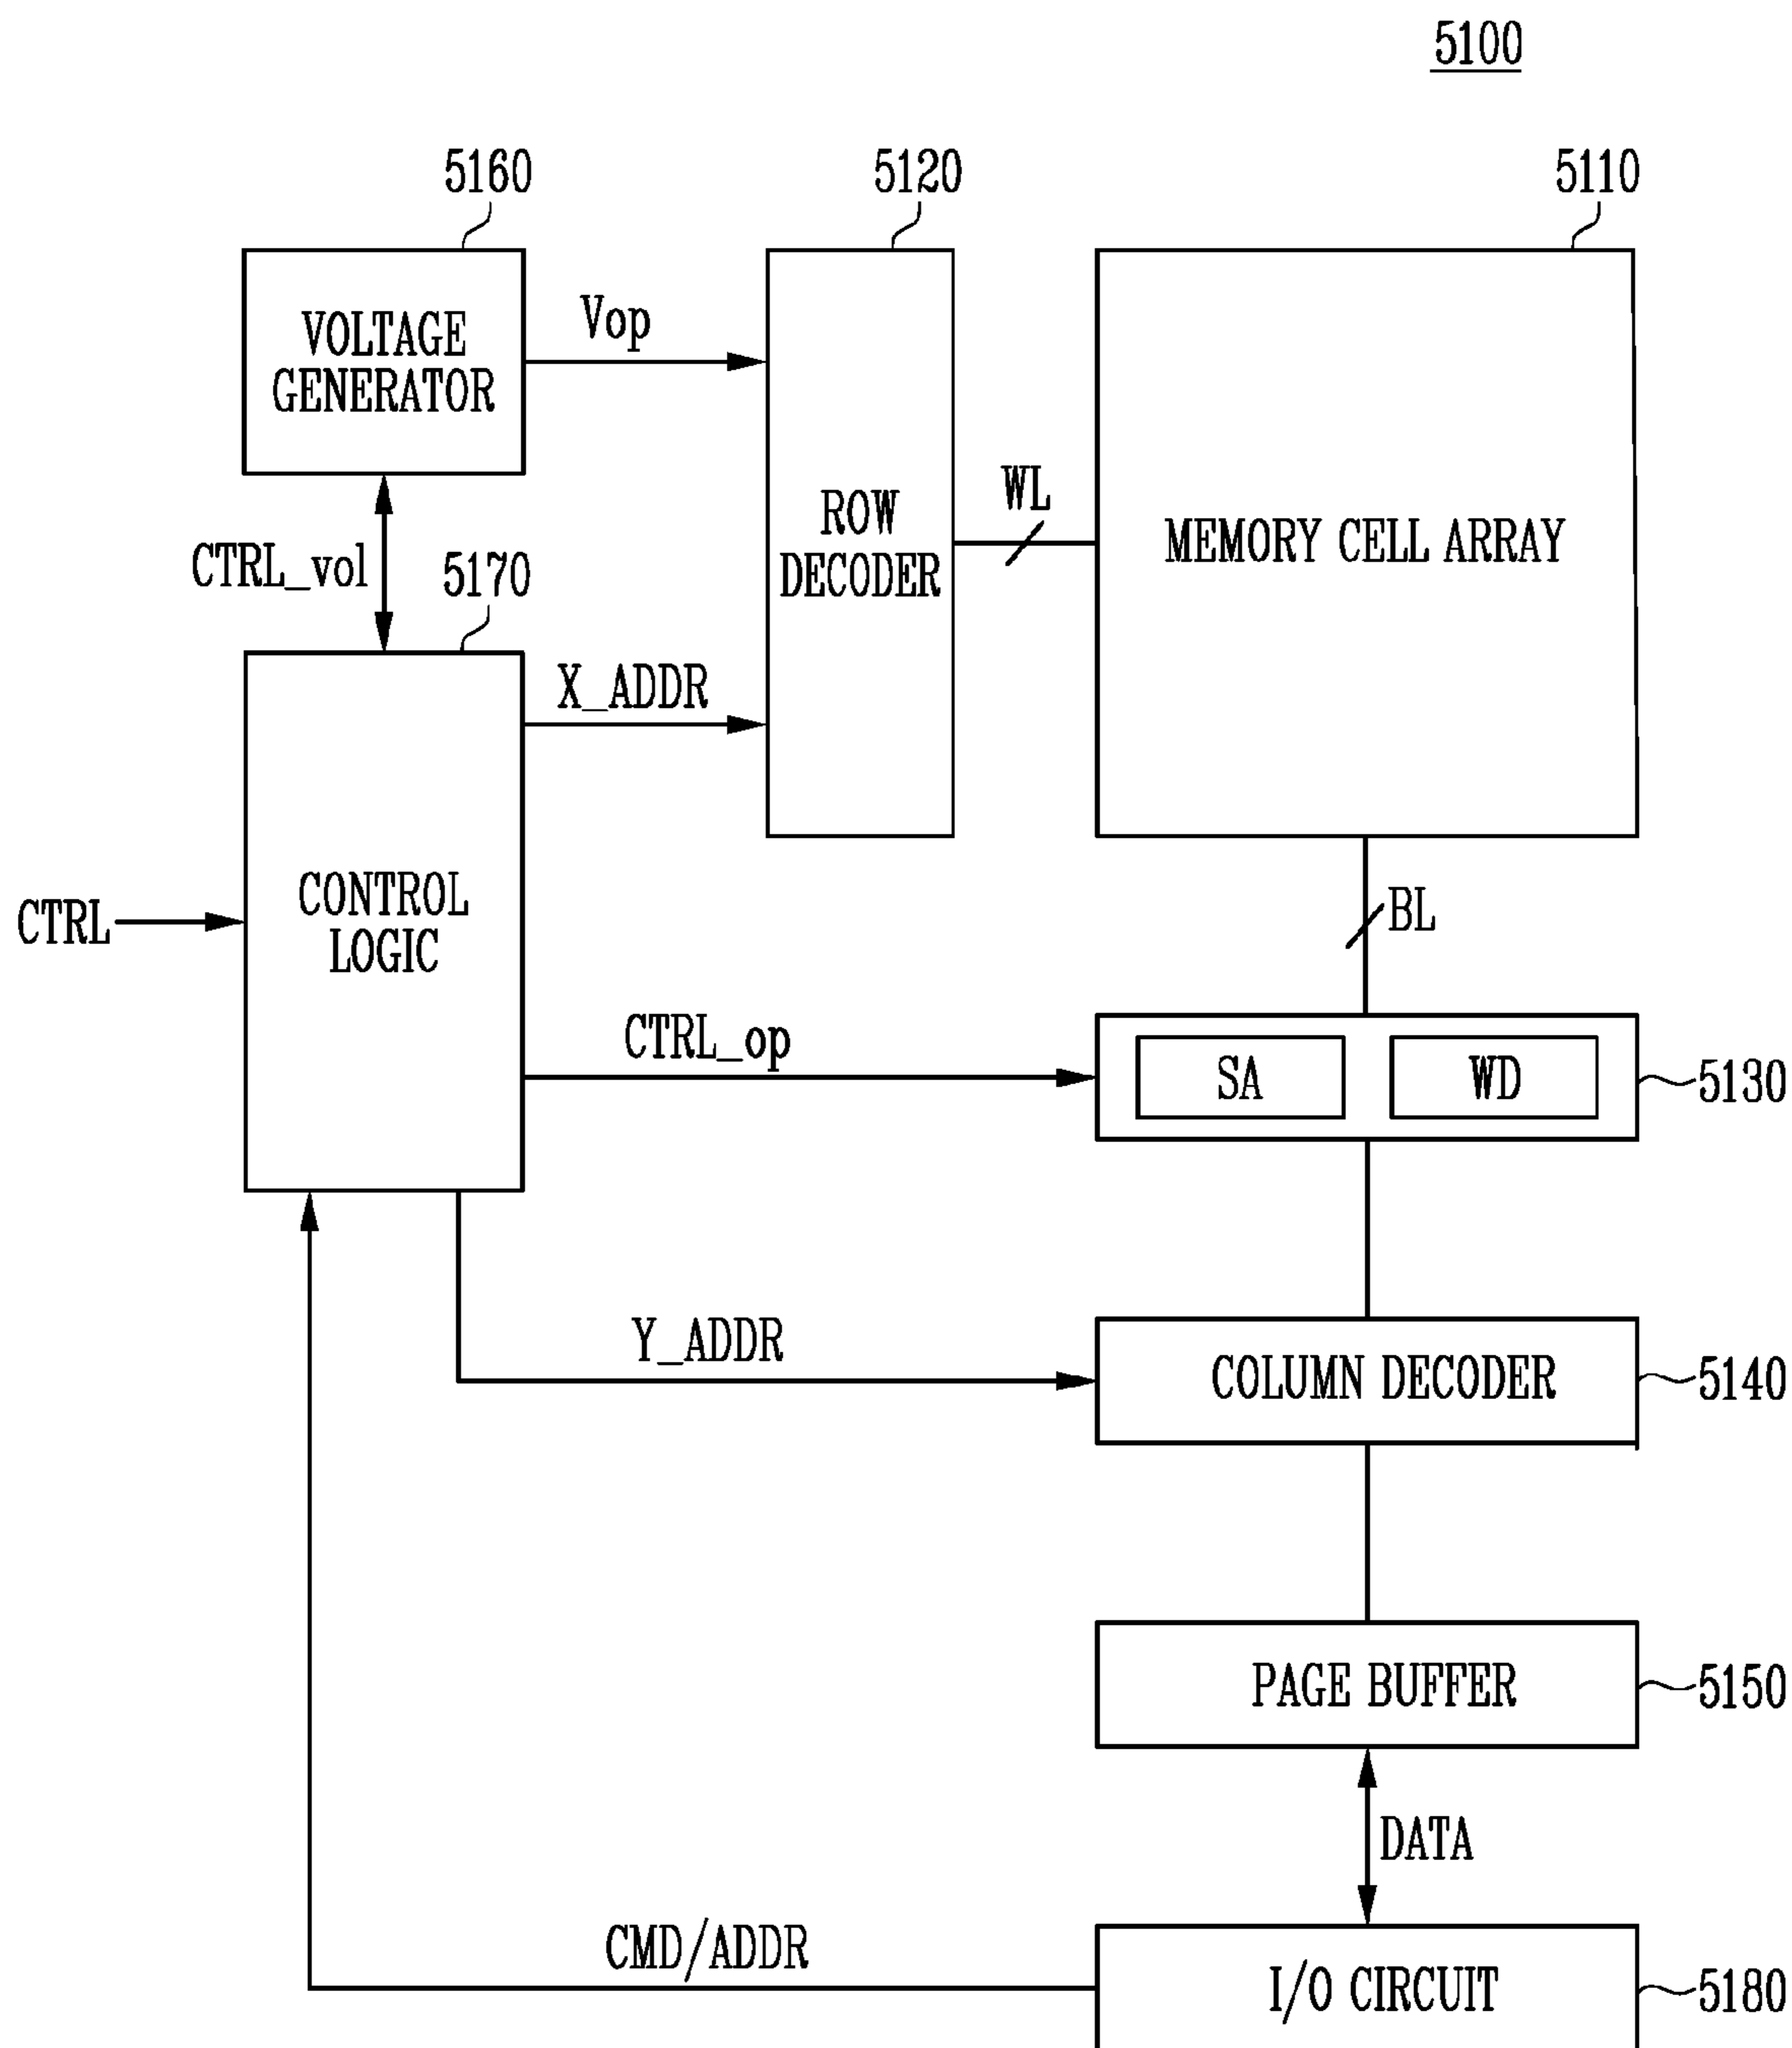 5100
5160
5120
5110
VOLTAGE
GENERATOR
Vop
ROW
DECODER
WL
MEMORY CELL ARRAY
CTRL_vol
5170
X_ADDR
CONTROL
LOGIC
CTRL
BL
CTRL_op
SA
WD
5130
Y_ADDR
COLUMN DECODER
5140
PAGE BUFFER
5150
DATA
CMD/ADDR
I/O CIRCUIT
5180